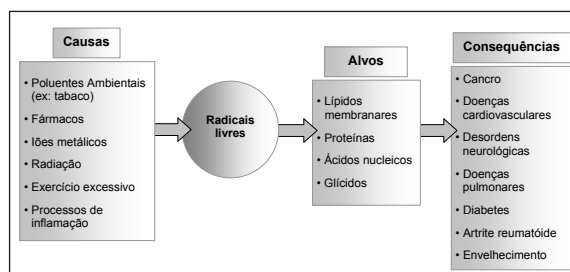 Causas
• Poluentes Ambientais
(ex: tabaco)
• Fármacos
• Iões metálicos
• Radiação
• Exercício excessivo
• Processos de
inflamação
Radicais
livres
Alvos
• Lípidos
membranares
• Proteínas
• Ácidos nucleicos
• Glícidos
Consequências
• Cancro
• Doenças
cardiovasculares
• Desordens
neurológicas
• Doenças
pulmonares
• Diabetes
• Artrite reumatóide
• Envelhecimento